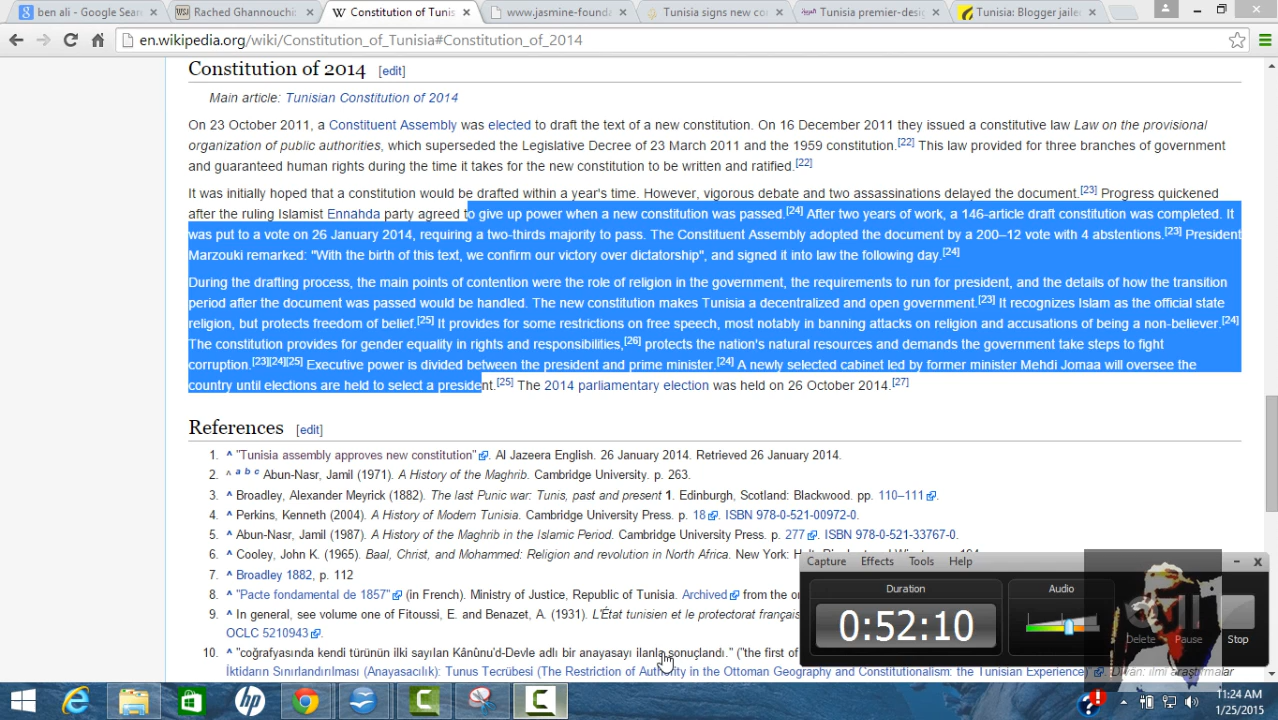 ben ali - Google Sear
Rached Ghannouchi
Constitution of Tunis
www.jasmine-founda
Tunisia signs new con
Tunisia premier-desig
Tunisia: Blogger jailed
en.wikipedia.org/wiki/Constitution_of_Tunisia#Constitution_of_2014
Constitution of 2014 [edit]
Main article: Tunisian Constitution of 2014
On 23 October 2011, a Constituent Assembly was elected to draft the text of a new constitution. On 16 December 2011 they issued a constitutive law Law on the provisional
organization of public authorities, which superseded the Legislative Decree of 23 March 2011 and the 1959 constitution.[22] This law provided for three branches of government
and guaranteed human rights during the time it takes for the new constitution to be written and ratified.[22]
It was initially hoped that a constitution would be drafted within a year's time. However, vigorous debate and two assassinations delayed the document.[23] Progress quickened
after the ruling Islamist Ennahda party agreed to give up power when a new constitution was passed.[24] After two years of work, a 146-article draft constitution was completed. It
was put to a vote on 26 January 2014, requiring a two-thirds majority to pass. The Constituent Assembly adopted the document by a 200–12 vote with 4 abstentions.[23] President
Marzouki remarked: "With the birth of this text, we confirm our victory over dictatorship", and signed it into law the following day.[24]
During the drafting process, the main points of contention were the role of religion in the government, the requirements to run for president, and the details of how the transition
period after the document was passed would be handled. The new constitution makes Tunisia a decentralized and open government.[23] It recognizes Islam as the official state
religion, but protects freedom of belief.[25] It provides for some restrictions on free speech, most notably in banning attacks on religion and accusations of being a non-believer.[24]
The constitution provides for gender equality in rights and responsibilities,[26] protects the nation's natural resources and demands the government take steps to fight
corruption.[23][24][25] Executive power is divided between the president and prime minister.[24] A newly selected cabinet led by former minister Mehdi Jomaa will oversee the
country until elections are held to select a president.[25] The 2014 parliamentary election was held on 26 October 2014.[27]
References [edit]
1. ^ "Tunisia assembly approves new constitution". Al Jazeera English. 26 January 2014. Retrieved 26 January 2014.
2. ^ a b c Abun-Nasr, Jamil (1971). A History of the Maghrib. Cambridge University. p. 263.
3. ^ Broadley, Alexander Meyrick (1882). The last Punic war: Tunis, past and present 1. Edinburgh, Scotland: Blackwood. pp. 110–111.
4. ^ Perkins, Kenneth (2004). A History of Modern Tunisia. Cambridge University Press. p. 18. ISBN 978-0-521-00972-0.
5. ^ Abun-Nasr, Jamil (1987). A History of the Maghrib in the Islamic Period. Cambridge University Press. p. 277. ISBN 978-0-521-33767-0.
6. ^ Cooley, John K. (1965). Baal, Christ, and Mohammed: Religion and revolution in North Africa. New York:
7. ^ Broadley 1882, p. 112
8. ^ "Pacte fondamental de 1857" (in French). Ministry of Justice, Republic of Tunisia. Archived from the
9. ^ In general, see volume one of Fitoussi, E. and Benazet, A. (1931). L'État tunisien et le protectorat français
OCLC 5210943.
10. ^ "coğrafyasında kendi türünün ilki sayılan Kânûnu'd-Devle adlı bir anayasayı ilanla sonuçlandı." ("the first of
İktidarın Sınırlandırılması (Anayasacılık): Tunus Tecrübesi (The Restriction of Authority in the Ottoman Geography and Constitutionalism: the Tunisian Experience)
Capture Effects Tools Help
Duration
0:52:10
Audio
Delete
Pause
Stop
11:24 AM
1/25/2015